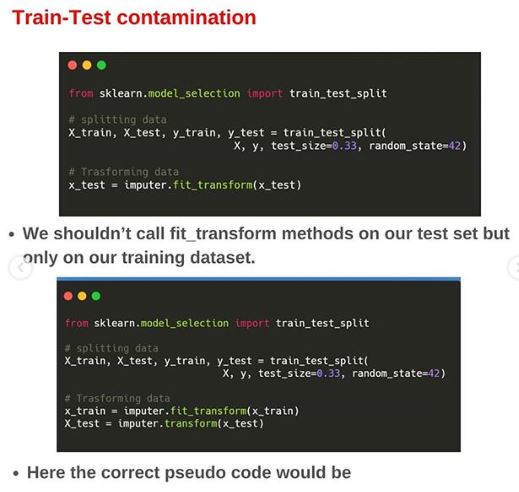 Train-Test contamination
from sklearn.model_selection import train_test_split
# splitting data
X_train, X_test, y_train, y_test = train_test_split(
X, y, test_size=0.33, random_state=42)
# Trasforming data
x_test = imputer.fit_transform(x_test)
• We shouldn't call fit_transform methods on our test set but
only on our training dataset.
from sklearn.model_selection import train_test_split
# splitting data
X_train, X_test, y_train, y_test = train_test_split(
X, y, test_size=0.33, random_state=42)
# Trasforming data
x_train = imputer.fit_transform(x_train)
X_test = imputer.transform(x_test)
• Here the correct pseudo code would be